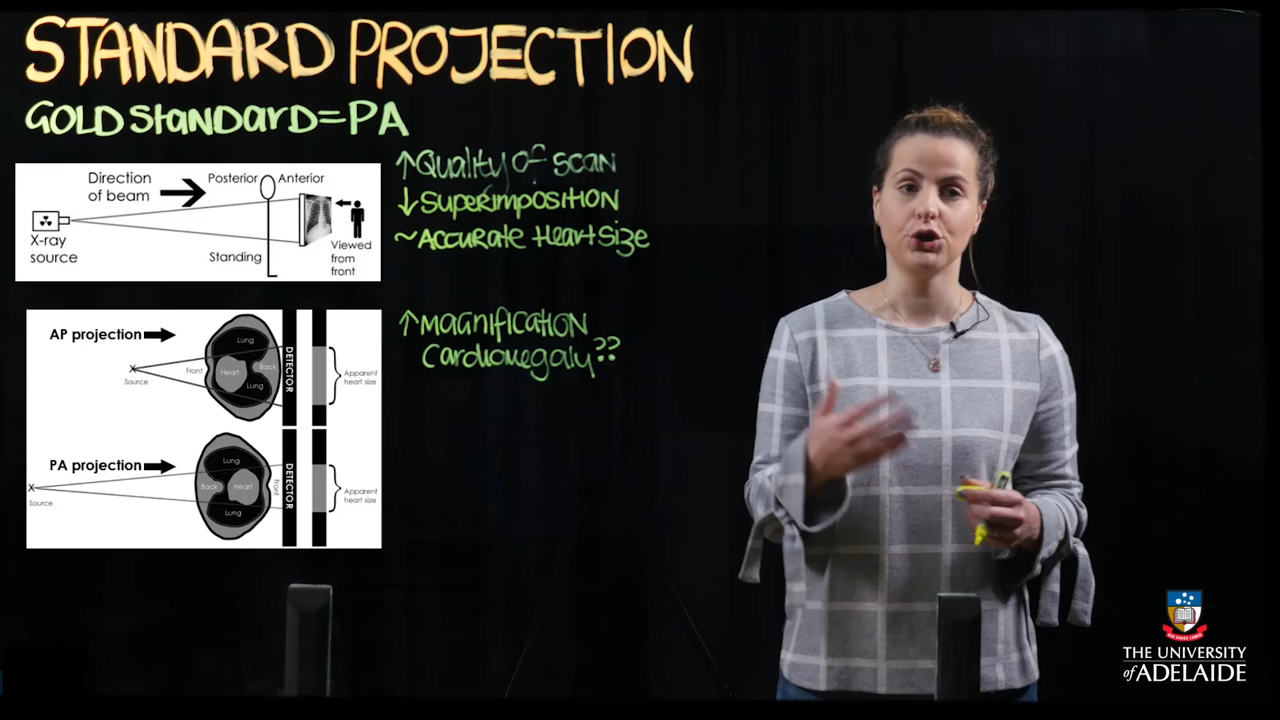 STANDARD PROJECTION
GOLD Standard = PA
↑Quality of scan
↓Superimposition
~Accurate Heart Size
Direction
of beam
Posterior
Anterior
X-ray
source
Standing
Viewed
from
front
↑Magnification
Cardiomegaly??
AP projection
Lung
Front
Heart
Back
Lung
Source
DETECTOR
Apparent
heart size
PA projection
Lung
Back
Heart
Front
Lung
Source
DETECTOR
Apparent
heart size
THE UNIVERSITY
of ADELAIDE